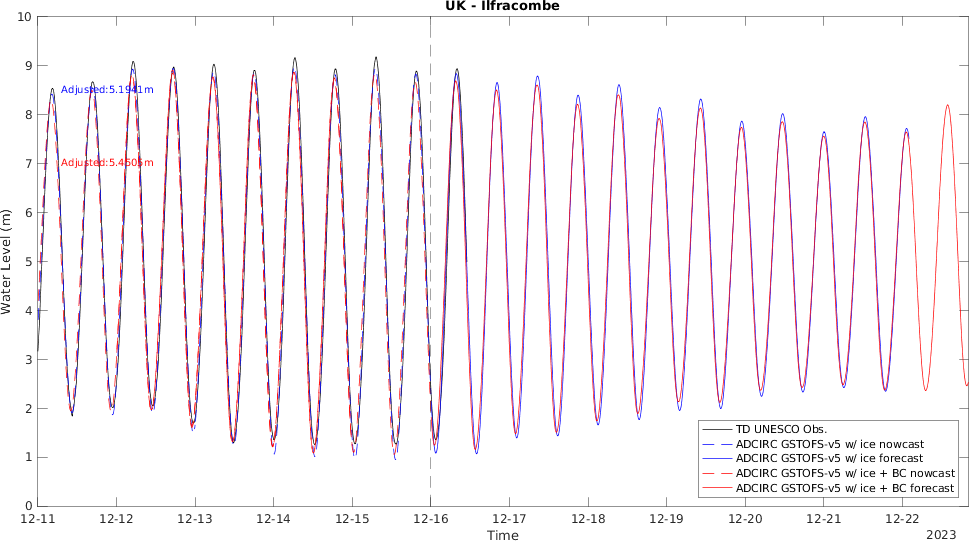 UK - Ilfracombe
10
9
8
7
6
5
4
3
2
1
0
Water Level (m)
Adjusted:5.1941m
Adjusted:5.4605m
TD UNESCO Obs.
ADCIRC GSTOFS-v5 w/ ice nowcast
ADCIRC GSTOFS-v5 w/ ice forecast
ADCIRC GSTOFS-v5 w/ ice + BC nowcast
ADCIRC GSTOFS-v5 w/ ice + BC forecast
12-11 12-12 12-13 12-14 12-15 12-16 12-17 12-18 12-19 12-20 12-21 12-22
Time
2023